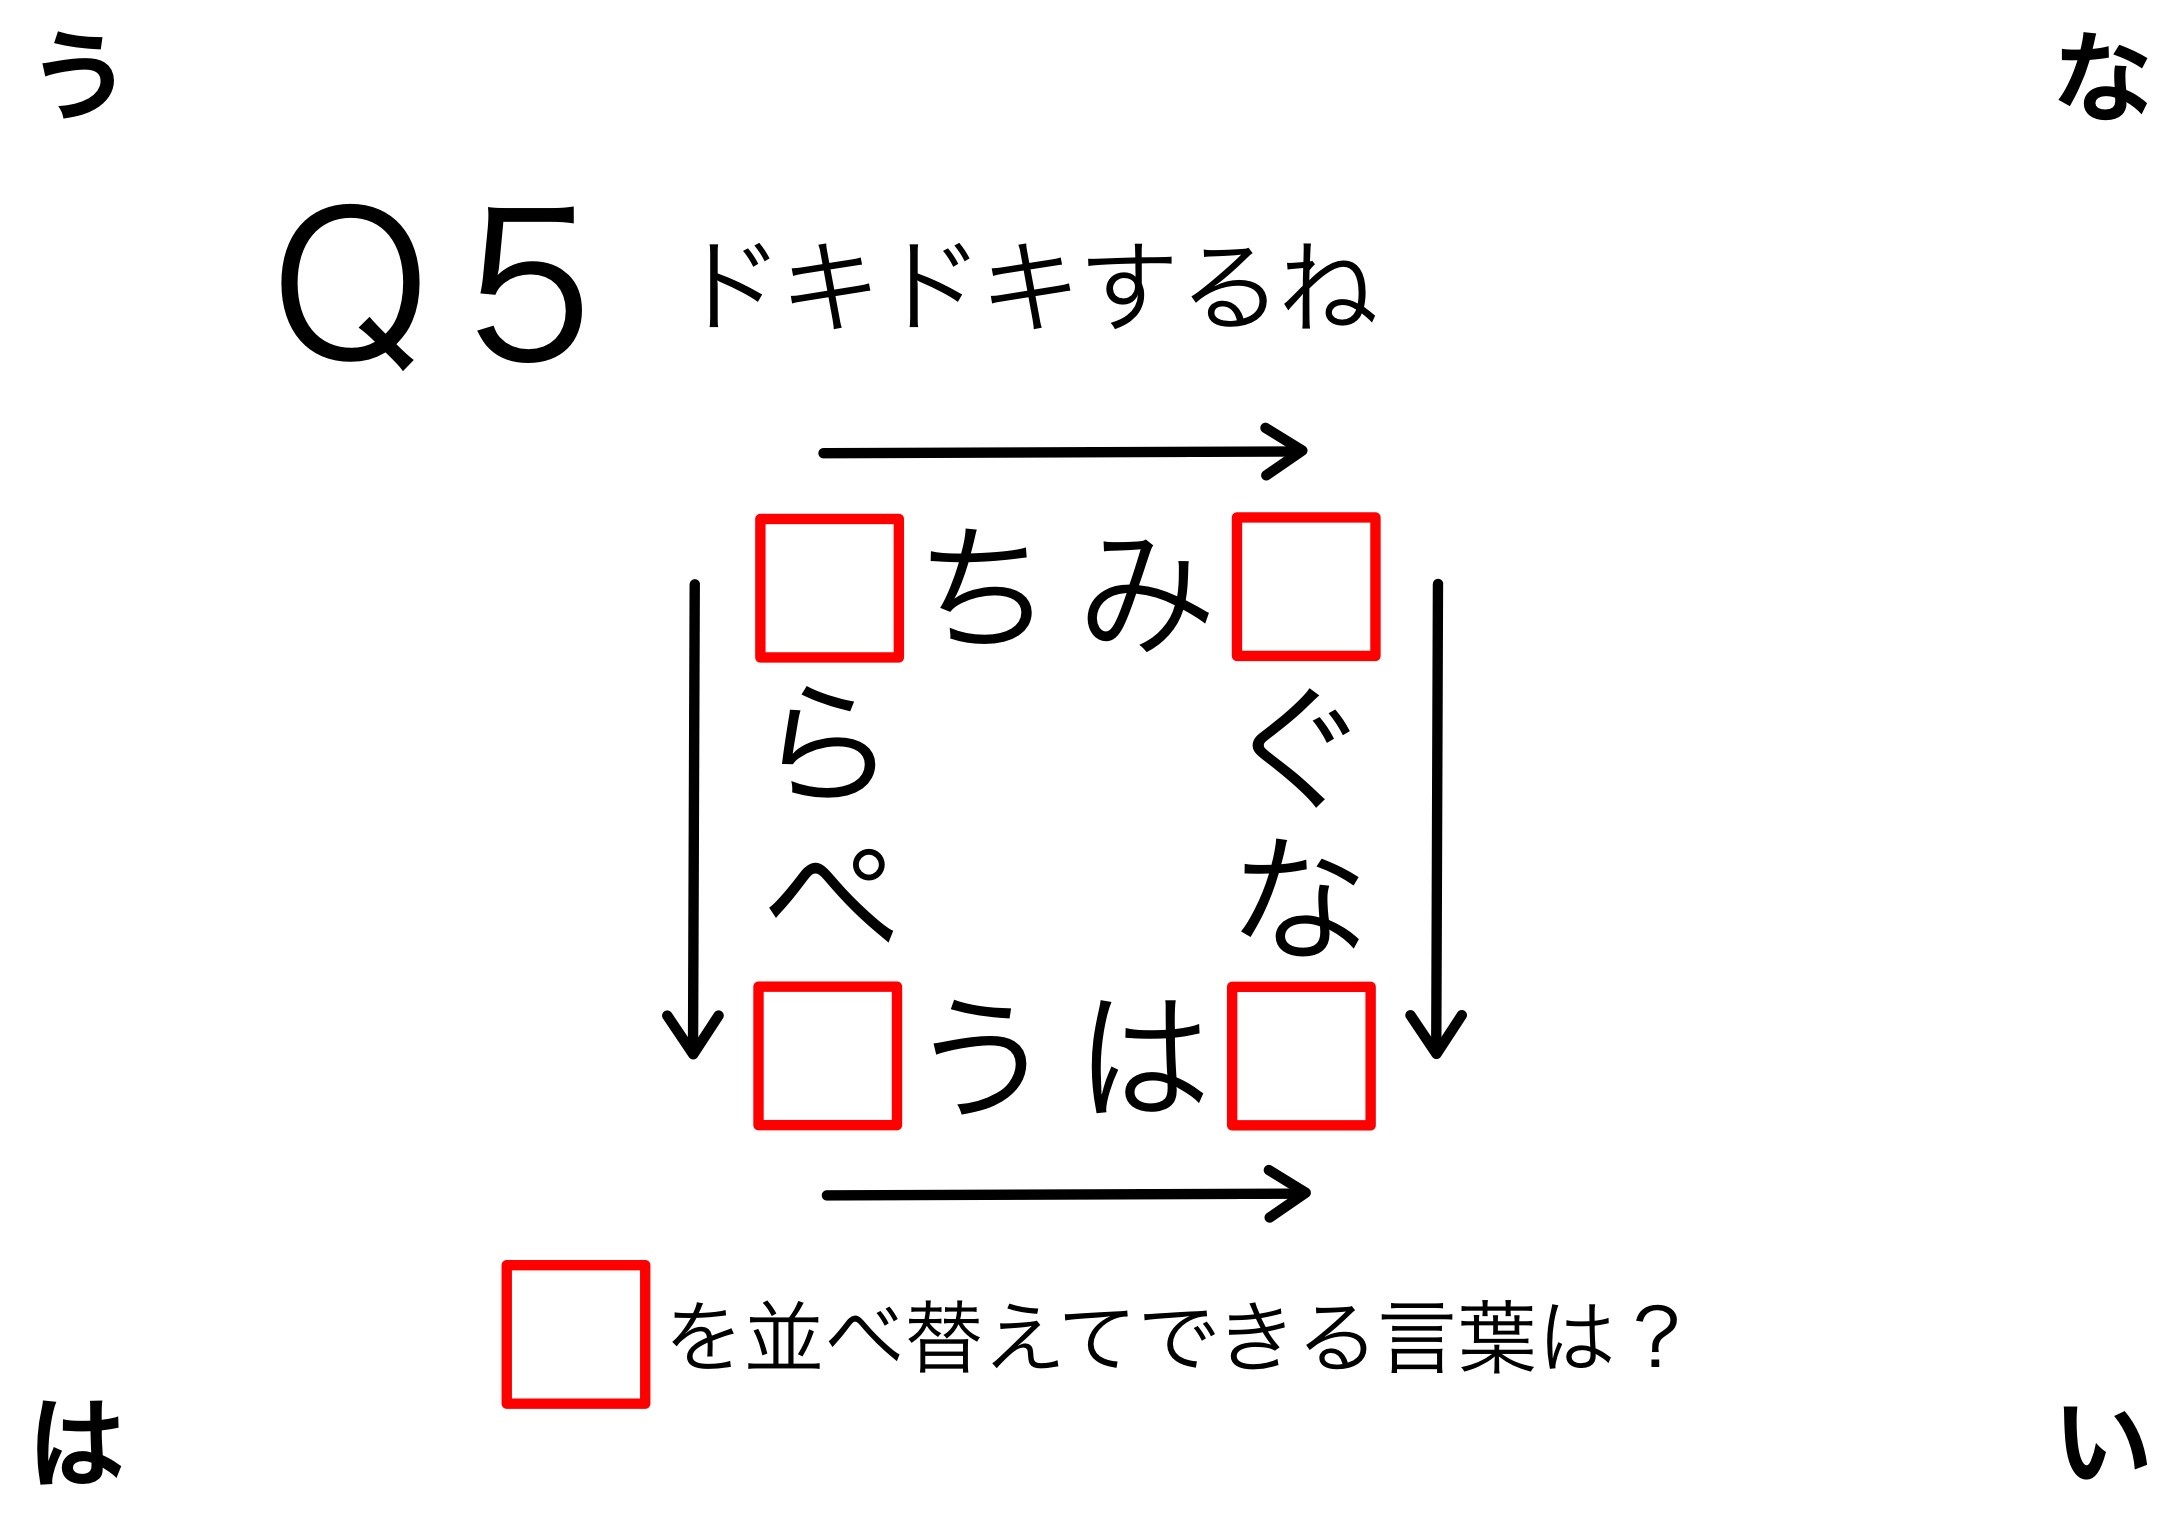 う な
Q5 ドキドキするね
ちみ
ら ぐ
ぺ な
うは
を並べ替えてできる言葉は？
は い